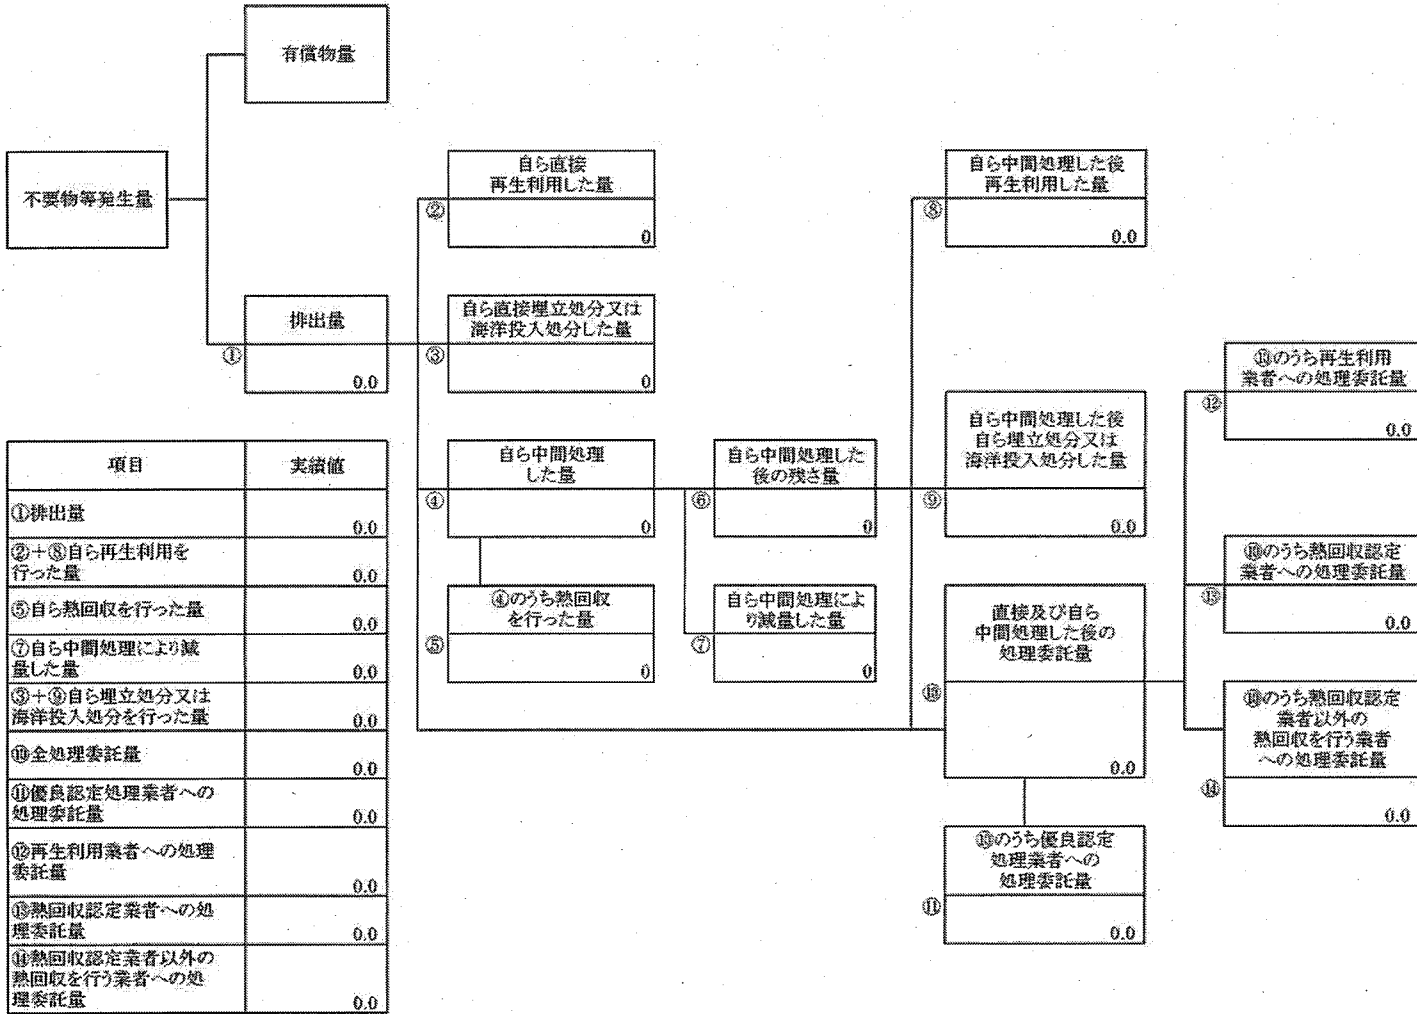 有償物量
不要物等発生量
自ら直接
再生利用した量
②
0
自ら中間処理した後
再生利用した量
⑧
0.0
排出量
①
0.0
自ら直接埋立処分又は
海洋投入処分した量
③
0
自ら中間処理
した量
④
0
自ら中間処理した
後の残さ量
⑥
0
自ら中間処理した後
自ら埋立処分又は
海洋投入処分した量
⑨
0.0
④のうち熱回収
を行った量
⑤
0
自ら中間処理によ
り減量した量
⑦
0
直接及び自ら
中間処理した後の
処理委託量
⑩
0.0
⑩のうち優良認定
処理業者への
処理委託量
⑪
0.0
⑩のうち再生利用
業者への処理委託量
⑫
0.0
⑩のうち熱回収認定
業者への処理委託量
⑬
0.0
⑩のうち熱回収認定
業者以外の
熱回収を行う業者
への処理委託量
⑭
0.0
項目 実績値
①排出量
0.0
②+⑧自ら再生利用を
行った量 0.0
⑤自ら熱回収を行った量
0.0
⑦自ら中間処理により減
量した量 0.0
③+⑨自ら埋立処分又は
海洋投入処分を行った量 0.0
⑩全処理委託量
0.0
⑪優良認定処理業者への
処理委託量 0.0
⑫再生利用業者への処理
委託量
0.0
⑬熱回収認定業者への処
理委託量 0.0
⑭熱回収認定業者以外の
熱回収を行う業者への処
理委託量 0.0